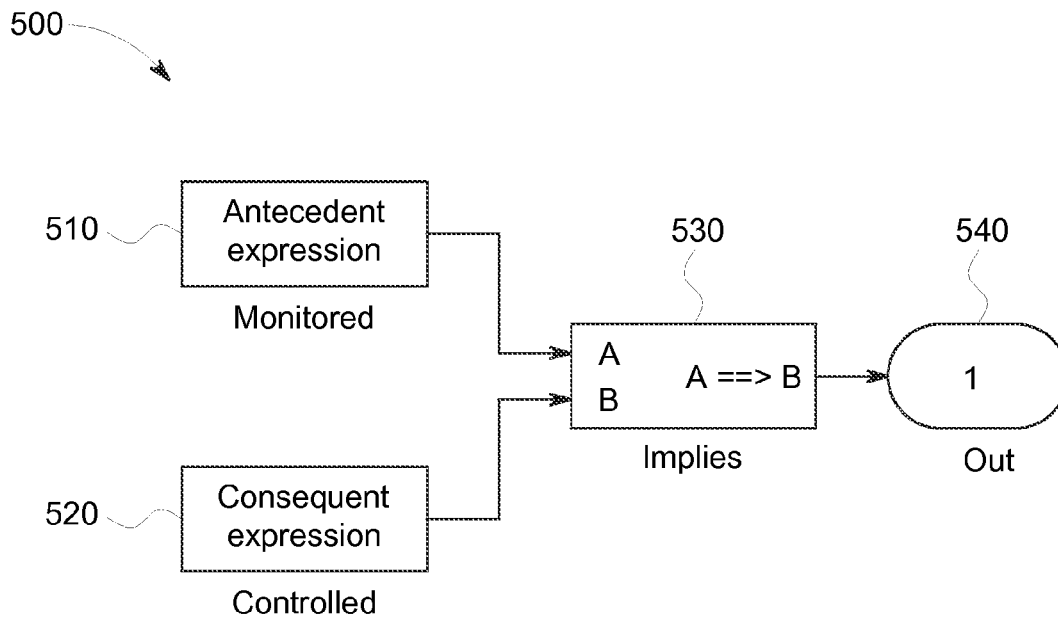 500
510
Antecedent
expression
Monitored
530
540
A
B
A ==> B
1
Implies
Out
520
Consequent
expression
Controlled